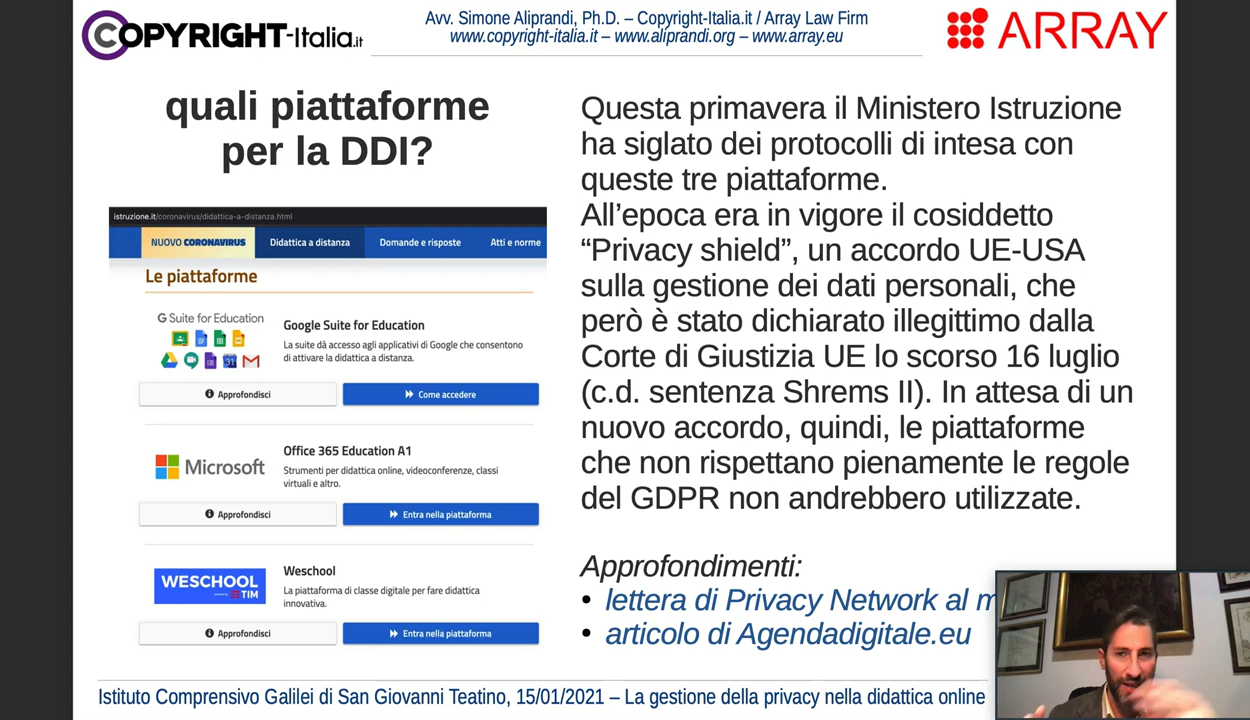 COPYRIGHT-Italia.it
Avv. Simone Aliprandi, Ph.D. – Copyright-Italia.it / Array Law Firm
www.copyright-italia.it – www.aliprandi.org – www.array.eu
ARRAY
quali piattaforme
per la DDI?
istruzione.it/coronavirus/didattica-a-distanza.html
NUOVO CORONAVIRUS
Didattica a distanza
Domande e risposte
Atti e norme
Le piattaforme
G Suite for Education
Google Suite for Education
La suite dà accesso agli applicativi di Google che consentono
di attivare la didattica a distanza.
Approfondisci
Come accedere
Microsoft
Office 365 Education A1
Strumenti per didattica online, videoconferenze, classi
virtuali e altro.
Approfondisci
Entra nella piattaforma
WESCHOOL
TIM
Weschool
La piattaforma di classe digitale per fare didattica
innovativa.
Approfondisci
Entra nella piattaforma
Questa primavera il Ministero Istruzione
ha siglato dei protocolli di intesa con
queste tre piattaforme.
All’epoca era in vigore il cosiddetto
“Privacy shield”, un accordo UE-USA
sulla gestione dei dati personali, che
però è stato dichiarato illegittimo dalla
Corte di Giustizia UE lo scorso 16 luglio
(c.d. sentenza Shrems II). In attesa di un
nuovo accordo, quindi, le piattaforme
che non rispettano pienamente le regole
del GDPR non andrebbero utilizzate.
Approfondimenti:
• lettera di Privacy Network al
• articolo di Agendadigitale.eu
Istituto Comprensivo Galilei di San Giovanni Teatino, 15/01/2021 – La gestione della privacy nella didattica online